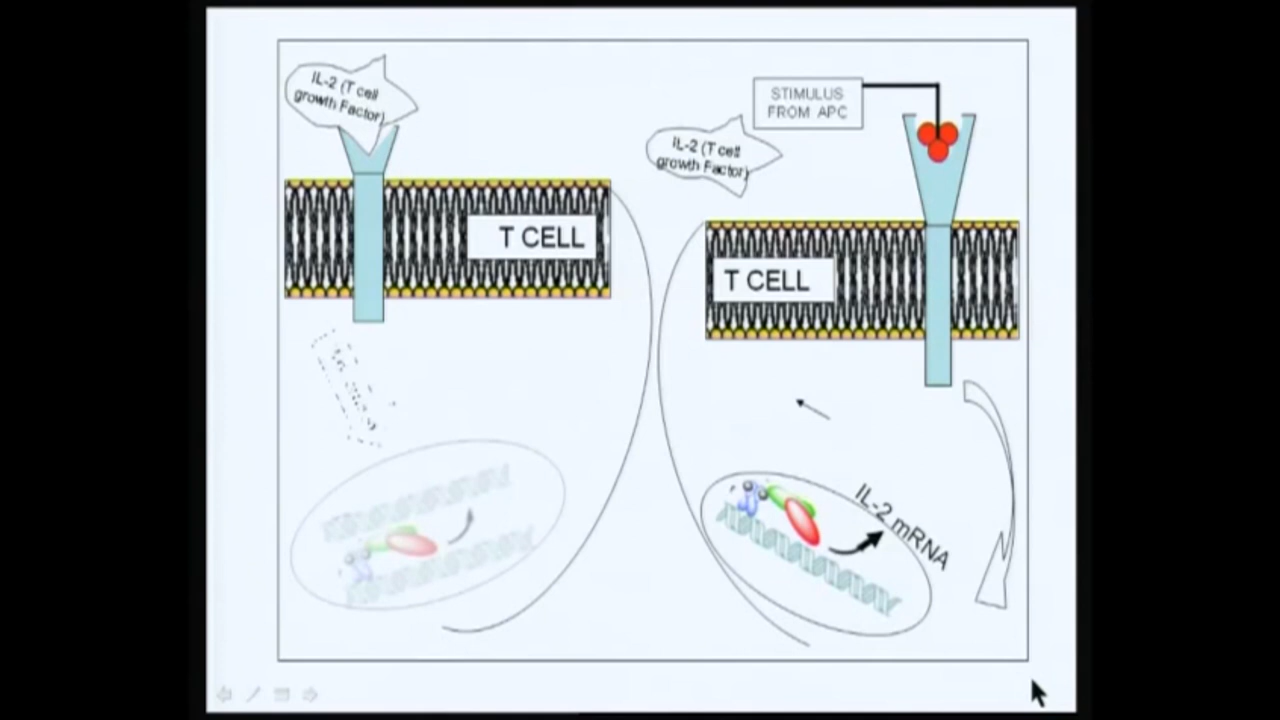 IL-2 (T cell
growth Factor)
T CELL
STIMULUS
FROM APC
IL-2 (T cell
growth Factor)
T CELL
IL-2 mRNA